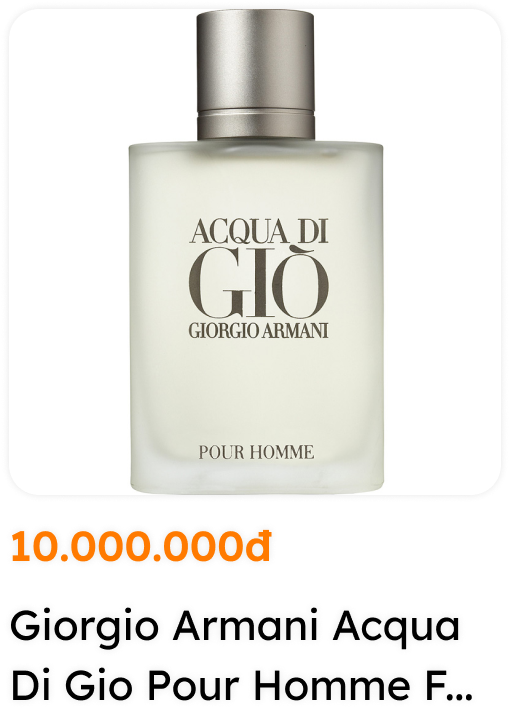 ACQUA DI
GIÒ
GIORGIO ARMANI
POUR HOMME
10.000.000đ
Giorgio Armani Acqua
Di Gio Pour Homme F...